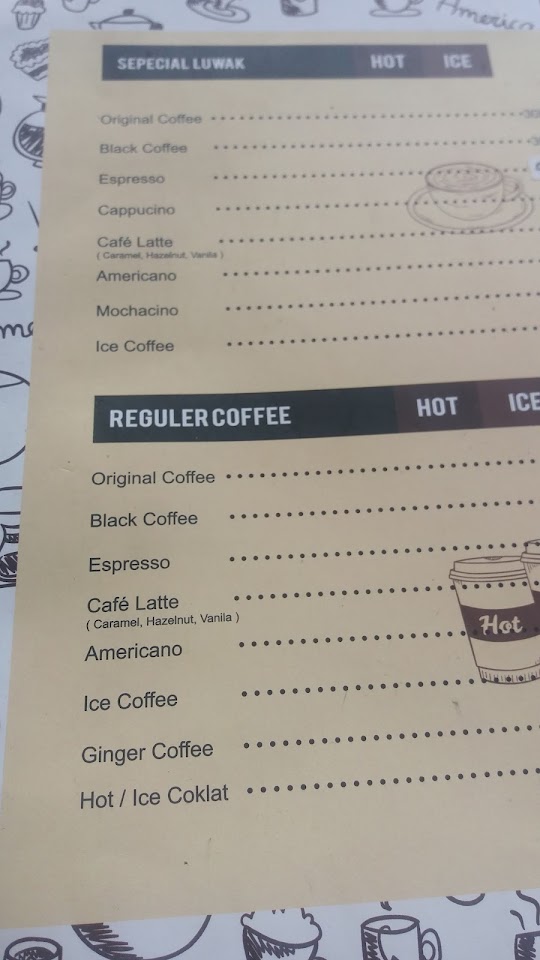 America
SEPECIAL LUWAK HOT ICE
Original Coffee
Black Coffee
Espresso
Cappucino
Café Latte
( Caramel, Hazelnut, Vanila )
Americano
Mochacino
Ice Coffee
REGULER COFFEE HOT ICE
Original Coffee
Black Coffee
Espresso
Café Latte
( Caramel, Hazelnut, Vanila )
Hot
Americano
Ice Coffee
Ginger Coffee
Hot / Ice Coklat